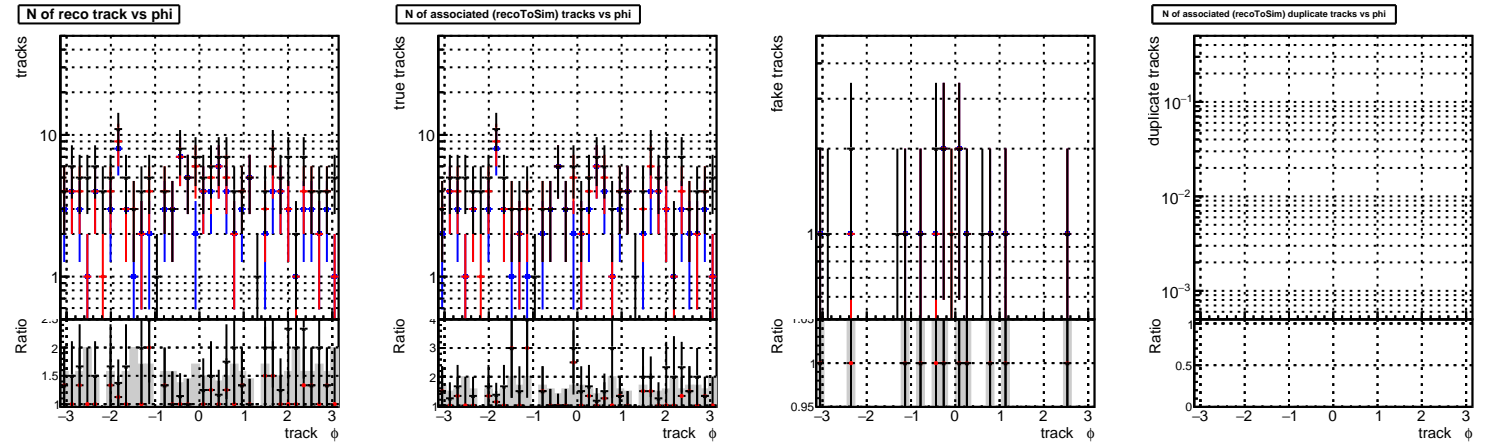 N of reco track vs phi
tracks
10
1
Ratio
2.5
2
1.5
1
−3 −2 −1 0 1 2 3
track ϕ
N of associated (recoToSim) tracks vs phi
true tracks
10
1
Ratio
4
3
2
1
−3 −2 −1 0 1 2 3
track ϕ
fake tracks
1
Ratio
1.05
1
0.95
−3 −2 −1 0 1 2 3
track ϕ
N of associated (recoToSim) duplicate tracks vs phi
duplicate tracks
10−1
10−2
10−3
Ratio
1
0.5
0
−3 −2 −1 0 1 2 3
track ϕ